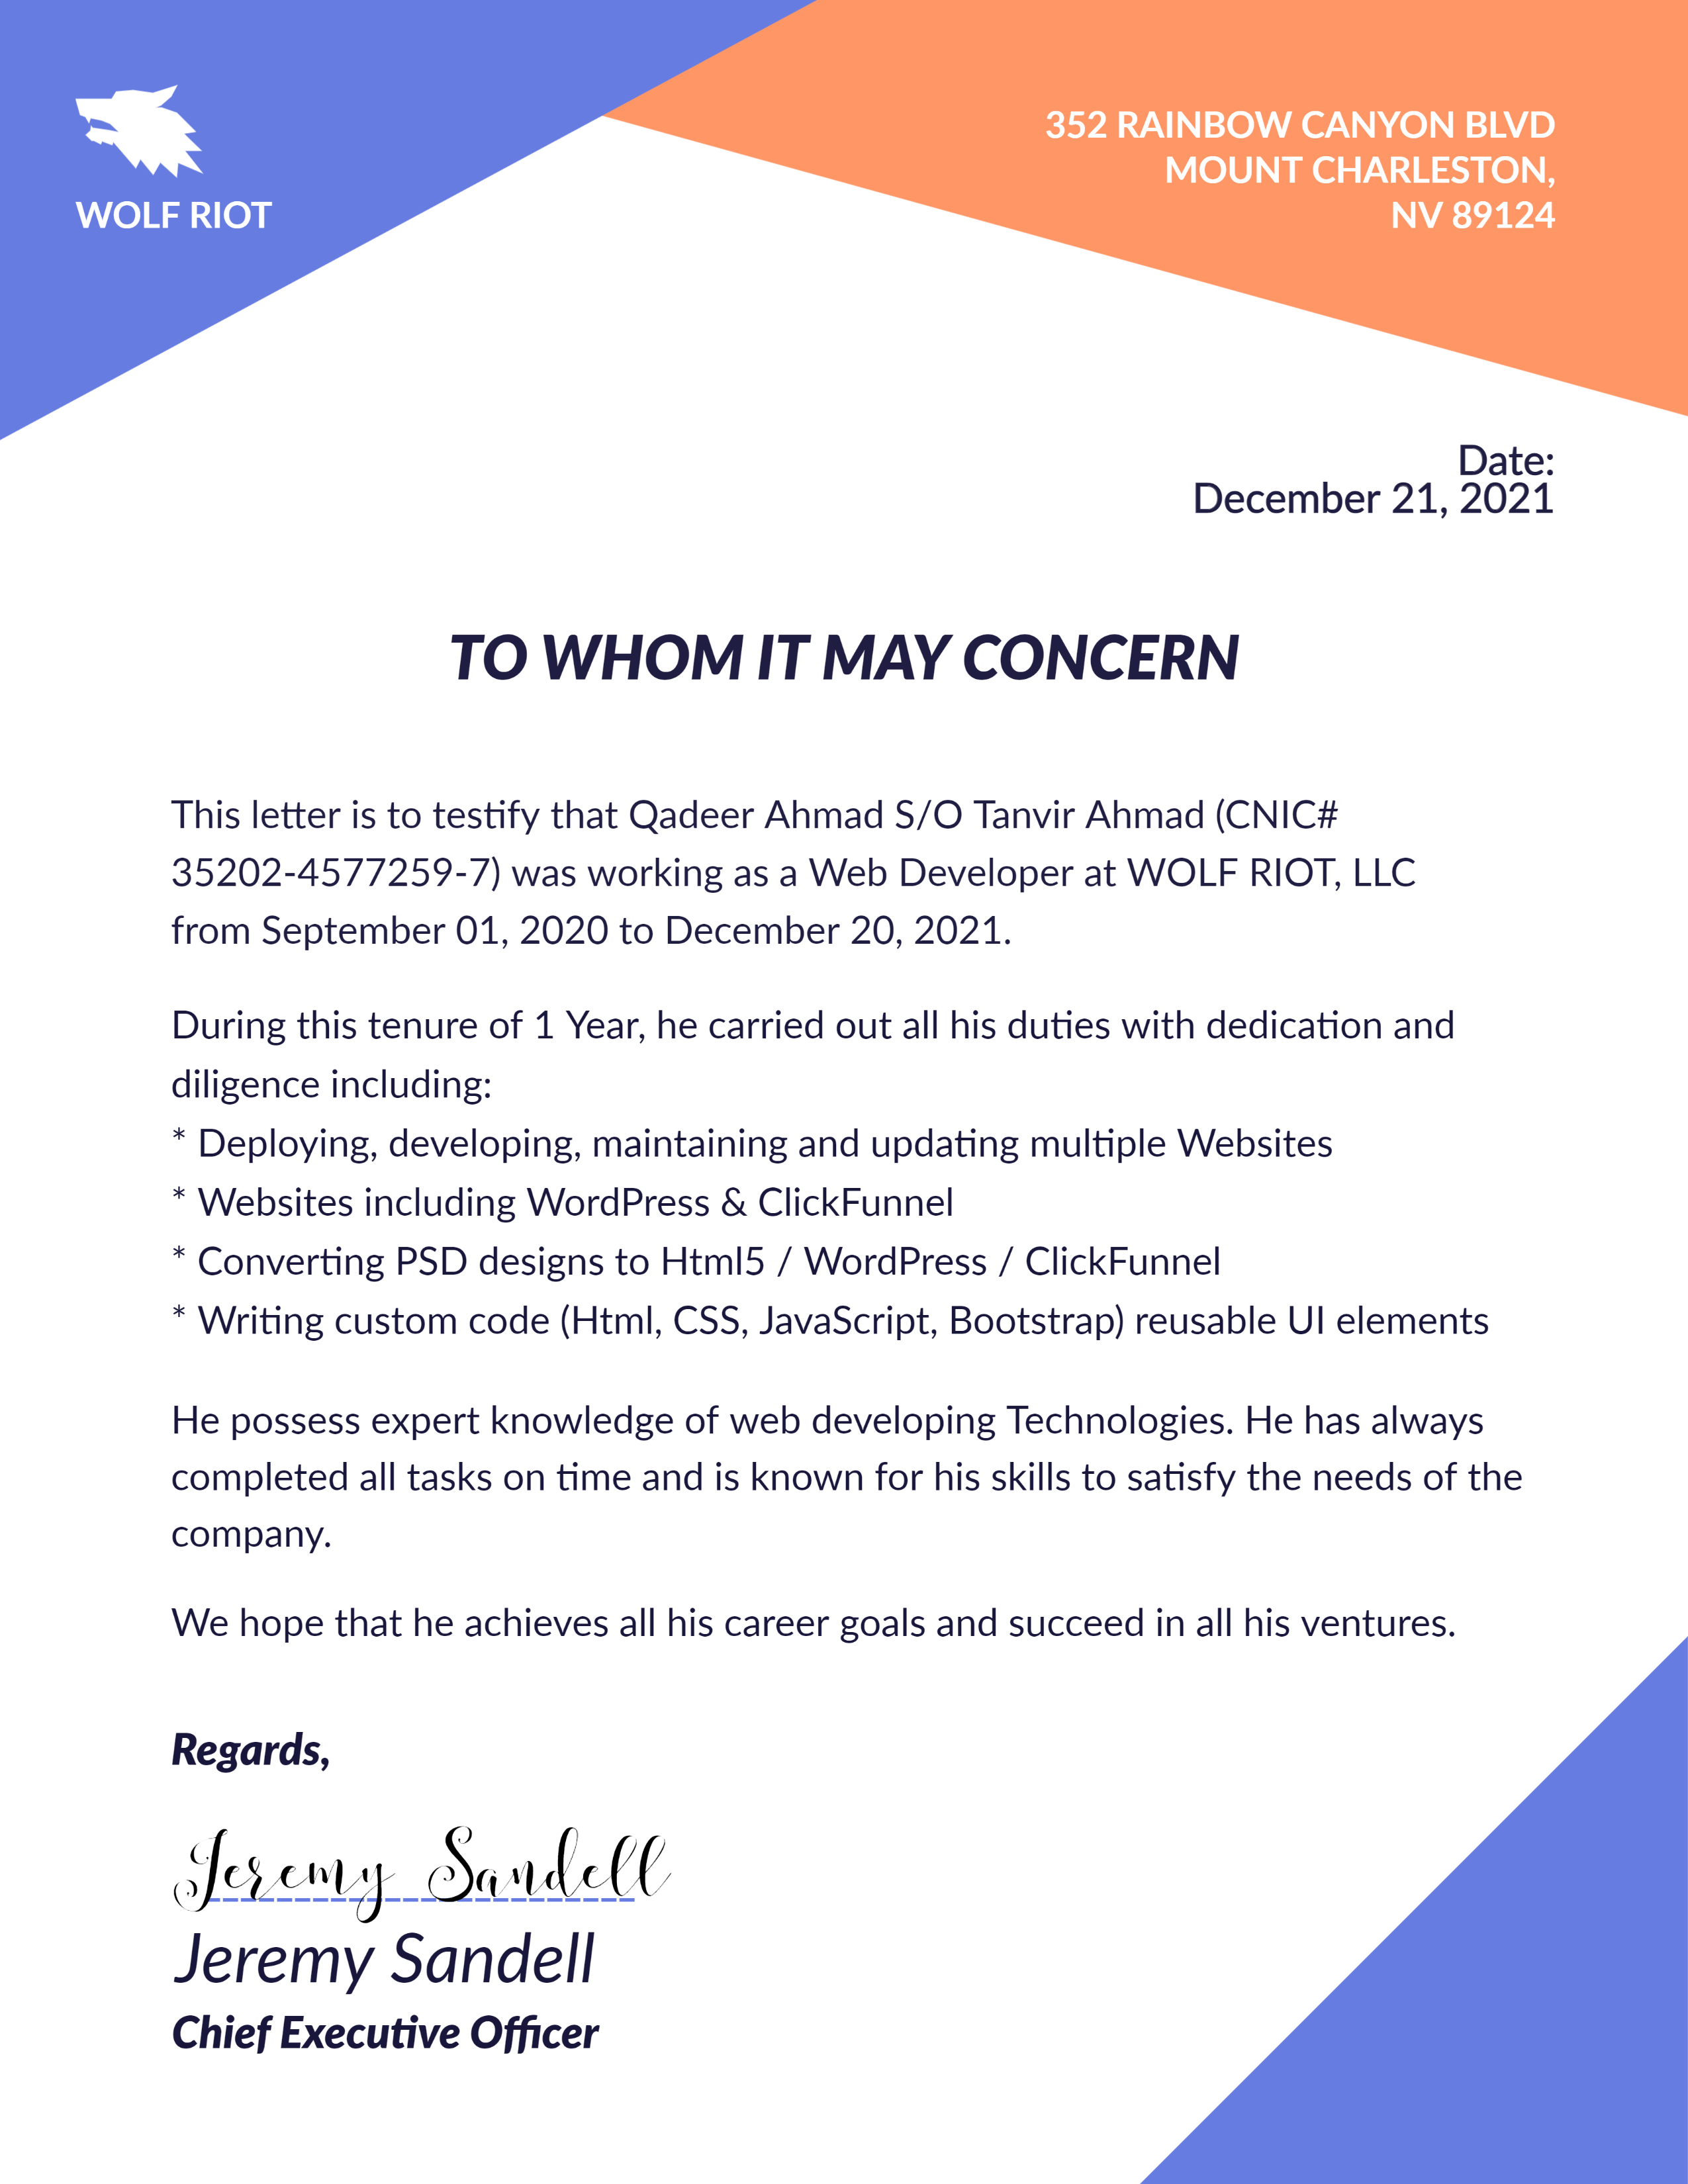 WOLF RIOT
352 RAINBOW CANYON BLVD
MOUNT CHARLESTON,
NV 89124
Date:
December 21, 2021
TO WHOM IT MAY CONCERN
This letter is to testify that Qadeer Ahmad S/O Tanvir Ahmad (CNIC#
35202-4577259-7) was working as a Web Developer at WOLF RIOT, LLC
from September 01, 2020 to December 20, 2021.
During this tenure of 1 Year, he carried out all his duties with dedication and
diligence including:
* Deploying, developing, maintaining and updating multiple Websites
* Websites including WordPress & ClickFunnel
* Converting PSD designs to Html5 / WordPress / ClickFunnel
* Writing custom code (Html, CSS, JavaScript, Bootstrap) reusable UI elements
He possess expert knowledge of web developing Technologies. He has always
completed all tasks on time and is known for his skills to satisfy the needs of the
company.
We hope that he achieves all his career goals and succeed in all his ventures.
Regards,
Jeremy Sandell
Jeremy Sandell
Chief Executive Officer